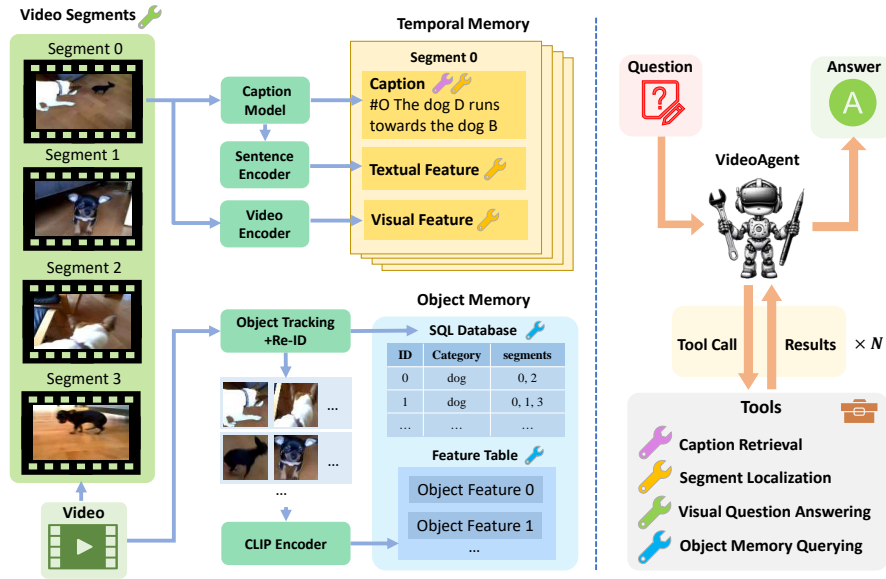 Video Segments
Segment 0
Segment 1
Segment 2
Segment 3
Video
Caption
Model
Sentence
Encoder
Video
Encoder
Temporal Memory
Segment 0
Caption
#O The dog D runs
towards the dog B
Textual Feature
Visual Feature
Object Tracking
+Re-ID
...
...
...
CLIP Encoder
Object Memory
SQL Database
ID Category segments
0 dog 0, 2
1 dog 0, 1, 3
... ... ...
Feature Table
Object Feature 0
Object Feature 1
...
Question
?
Answer
A
VideoAgent
Tool Call
Results
× N
Tools
Caption Retrieval
Segment Localization
Visual Question Answering
Object Memory Querying